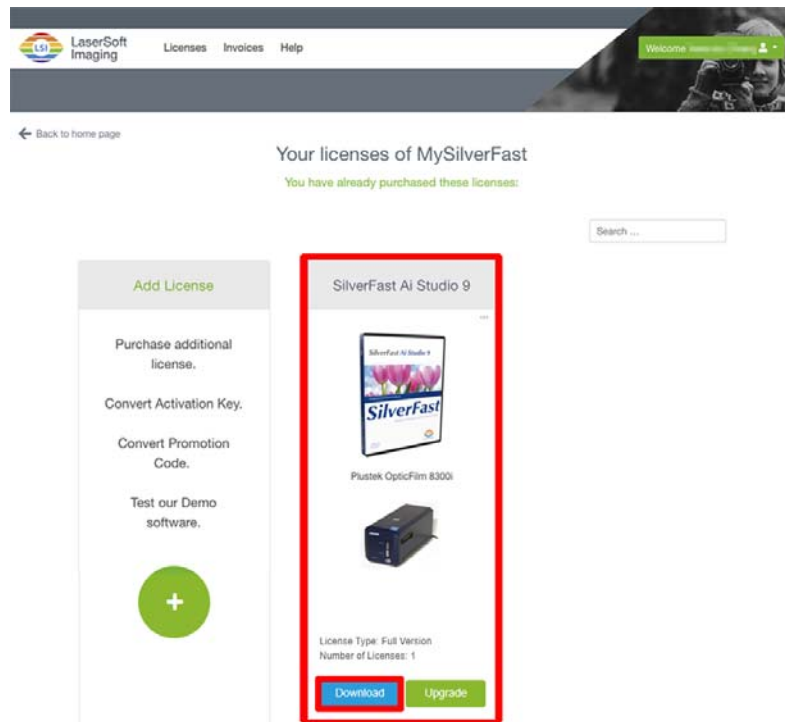 LSI
LaserSoft
Imaging
Licenses Invoices Help
Welcome
Back to home page
Your licenses of MySilverFast
You have already purchased these licenses:
Search ...
Add License
Purchase additional
license.
Convert Activation Key.
Convert Promotion
Code.
Test our Demo
software.
+
SilverFast Ai Studio 9
...
SilverFast Ai Studio 9
SilverFast
Plustek OpticFilm 8300i
License Type: Full Version
Number of Licenses: 1
Download Upgrade